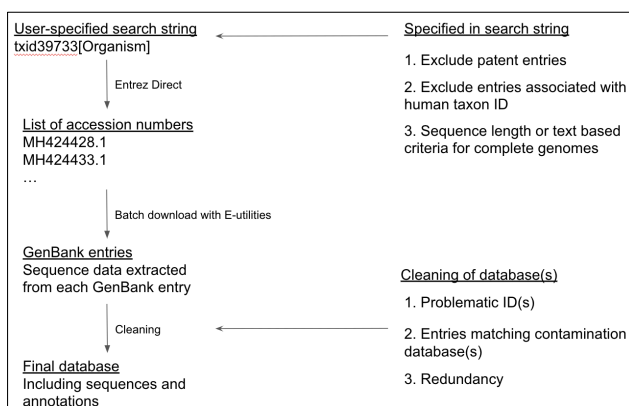 User-specified search string
txid39733[Organism]
Entrez Direct
List of accession numbers
MH424428.1
MH424433.1
…
Batch download with E-utilities
GenBank entries
Sequence data extracted
from each GenBank entry
Cleaning
Final database
Including sequences and
annotations
Specified in search string
1. Exclude patent entries
2. Exclude entries associated with
human taxon ID
3. Sequence length or text based
criteria for complete genomes
Cleaning of database(s)
1. Problematic ID(s)
2. Entries matching contamination
database(s)
3. Redundancy